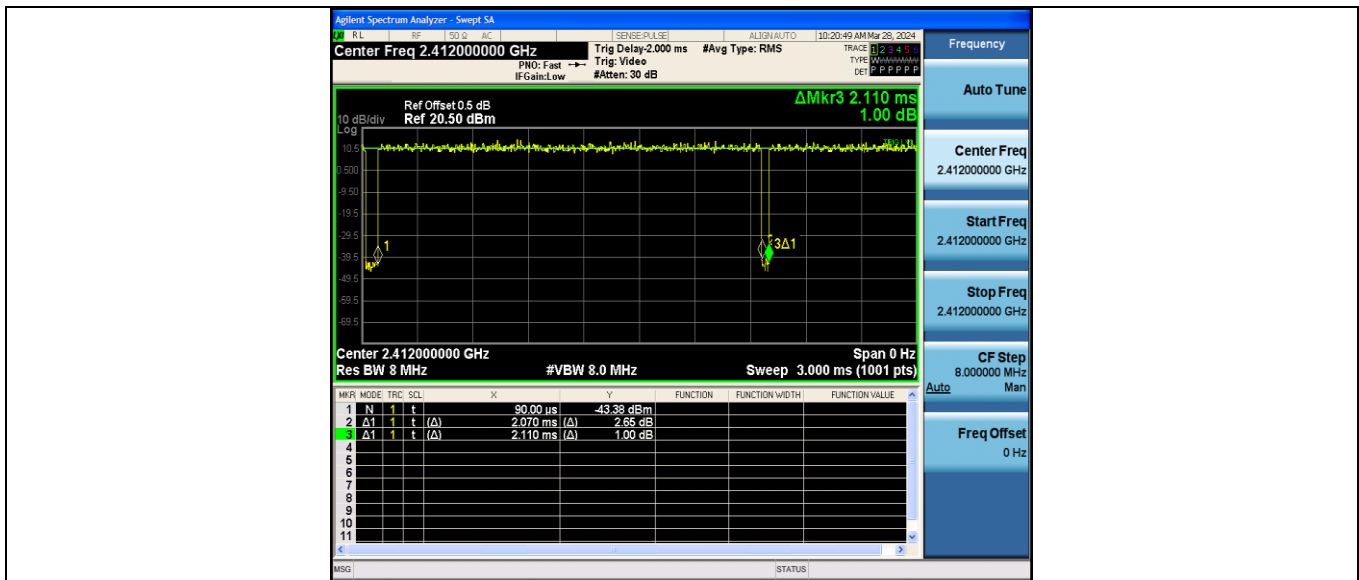 Agilent Spectrum Analyzer - Swept SA
RL RF 50 Ω AC SENSE:PULSE ALIGNAUTO 10:20:49 AM Mar 28, 2024
Center Freq 2.412000000 GHz
PNO: Fast
IFGain:Low
Trig Delay-2.000 ms
Trig: Video
#Atten: 30 dB
#Avg Type: RMS
TRACE 1 2 3 4 5 6
TYPE W
DET P P P P P P
ΔMkr3 2.110 ms
1.00 dB
Ref Offset 0.5 dB
10 dB/div Ref 20.50 dBm
Log
10.5
0.500
-9.50
-19.5
-29.5
-39.5
-49.5
-59.5
-69.5
1
3Δ1
Center 2.412000000 GHz Span 0 Hz
Res BW 8 MHz #VBW 8.0 MHz Sweep 3.000 ms (1001 pts)
MKR MODE TRC SCL X Y FUNCTION FUNCTION WIDTH FUNCTION VALUE
1 N 1 t 90.00 µs -43.38 dBm
2 Δ1 1 t (Δ) 2.070 ms (Δ) 2.65 dB
3 Δ1 1 t (Δ) 2.110 ms (Δ) 1.00 dB
4
5
6
7
8
9
10
11
MSG STATUS
Frequency
Auto Tune
Center Freq
2.412000000 GHz
Start Freq
2.412000000 GHz
Stop Freq
2.412000000 GHz
CF Step
8.000000 MHz
Auto Man
Freq Offset
0 Hz